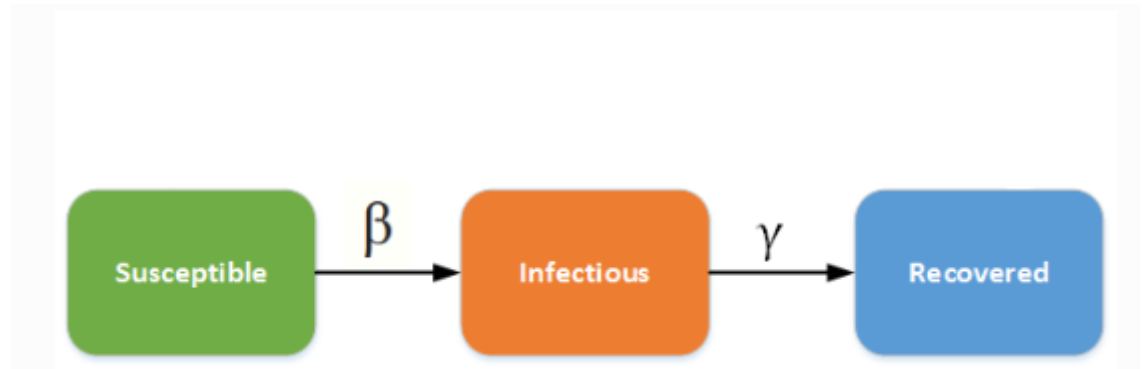 β
γ
Susceptible
Infectious
Recovered